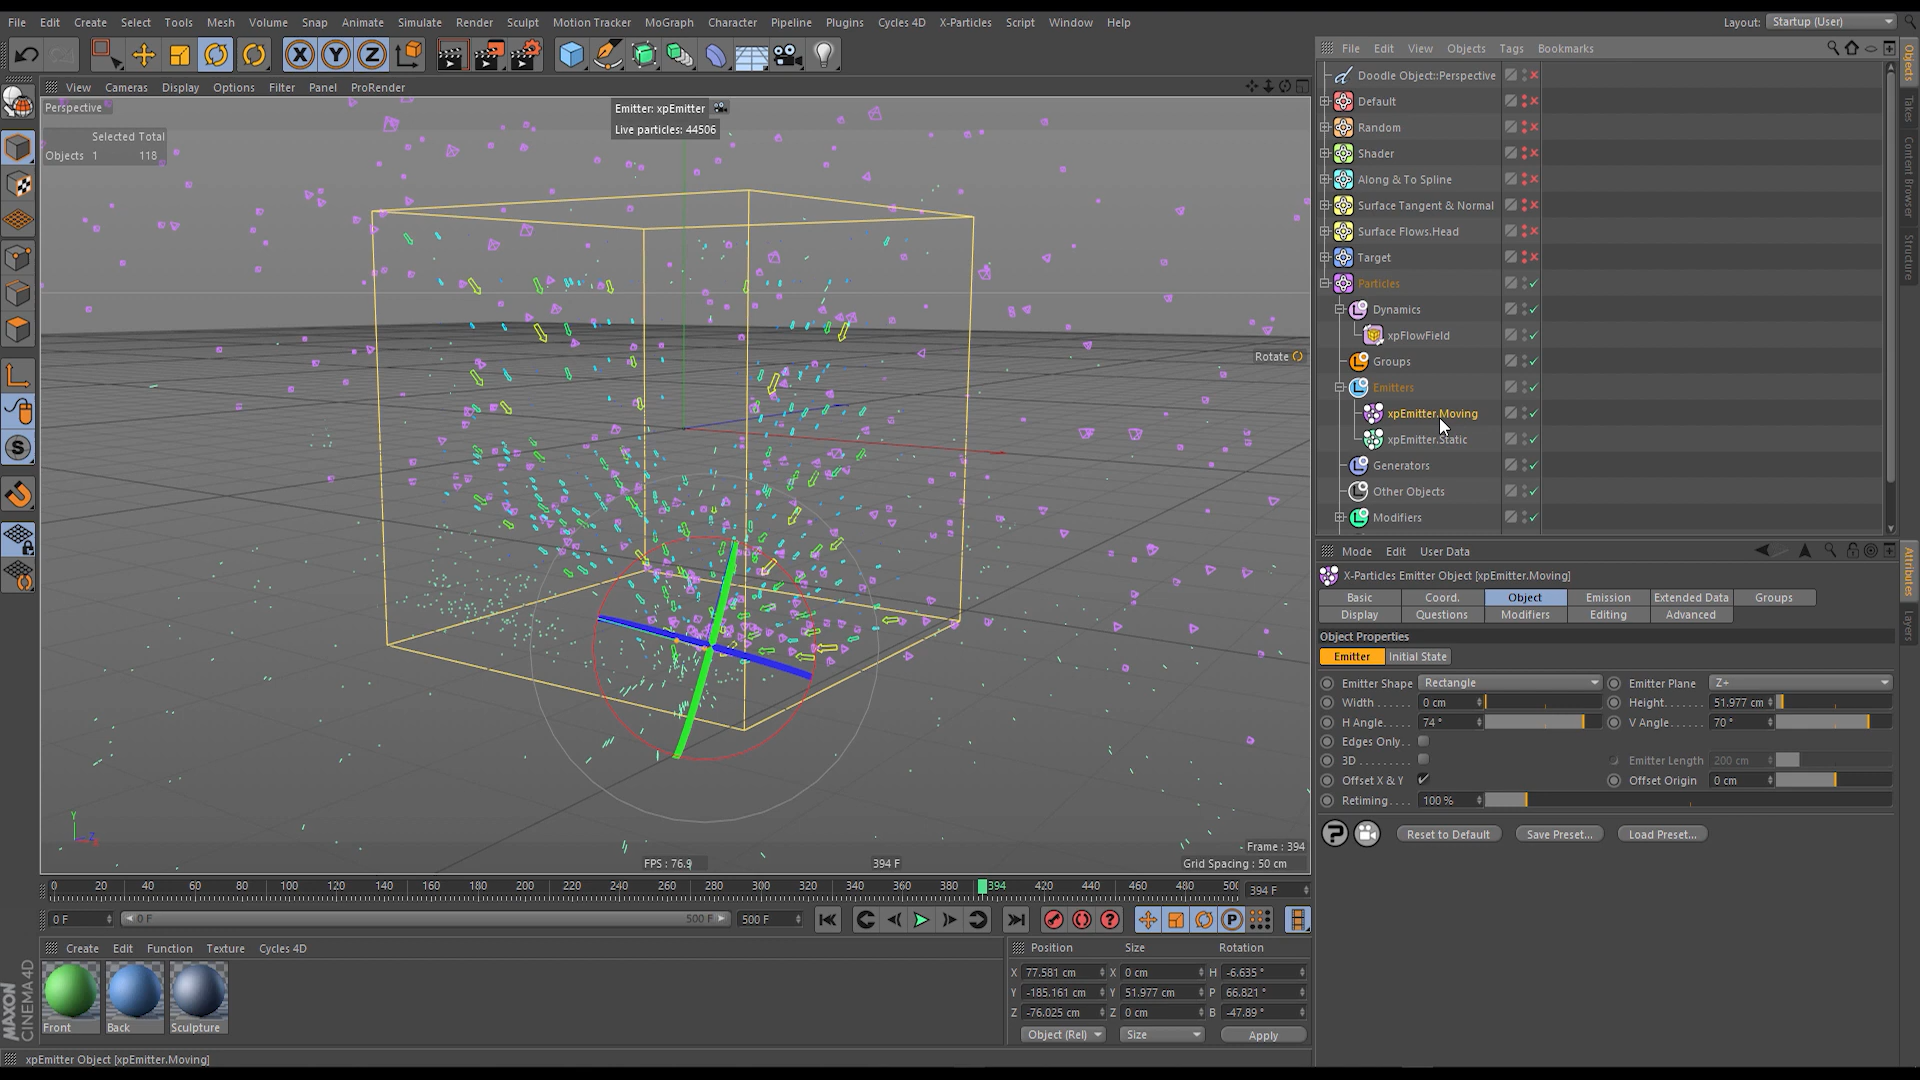 File Edit Create Select Tools Mesh Volume Snap Animate Simulate Render Sculpt Motion Tracker MoGraph Character Pipeline Plugins Cycles 4D X-Particles Script Window Help Layout: Startup (User)
X Y Z
View Cameras Display Options Filter Panel ProRender
Perspective
Emitter: xpEmitter
Live particles: 44506
Selected Total
Objects 1 118
Rotate
Y
Z
FPS : 76.9
394 F
Frame : 394
Grid Spacing : 50 cm
0 20 40 60 80 100 120 140 160 180 200 220 240 260 280 300 320 340 360 380 394 420 440 460 480 500 394 F
0 F 0 F 500 F 500 F
P
Create Edit Function Texture Cycles 4D
Front Back Sculpture
MAXON CINEMA 4D
Position Size Rotation
X 77.581 cm X 0 cm H -6.635 °
Y -185.161 cm Y 51.977 cm P 66.821 °
Z -76.025 cm Z 0 cm B -47.89 °
Object (Rel) Size Apply
xpEmitter Object [xpEmitter.Moving]
File Edit View Objects Tags Bookmarks
Doodle Object::Perspective
Default
Random
Shader
Along & To Spline
Surface Tangent & Normal
Surface Flows.Head
Target
Particles
Dynamics
xpFlowField
Groups
Emitters
xpEmitter.Moving
xpEmitter.Static
Generators
Other Objects
Modifiers
Objects
Takes
Content Browser
Structure
Mode Edit User Data
X-Particles Emitter Object [xpEmitter.Moving]
Basic Coord. Object Emission Extended Data Groups
Display Questions Modifiers Editing Advanced
Object Properties
Emitter Initial State
Emitter Shape Rectangle Emitter Plane Z+
Width . . . . . 0 cm Height. . . . . . 51.977 cm
H Angle. . . . 74 ° V Angle. . . . . 70 °
Edges Only. .
3D . . . . . . . . . Emitter Length 200 cm
Offset X & Y Offset Origin 0 cm
Retiming. . . . 100 %
? Reset to Default Save Preset... Load Preset...
Attributes
Layers